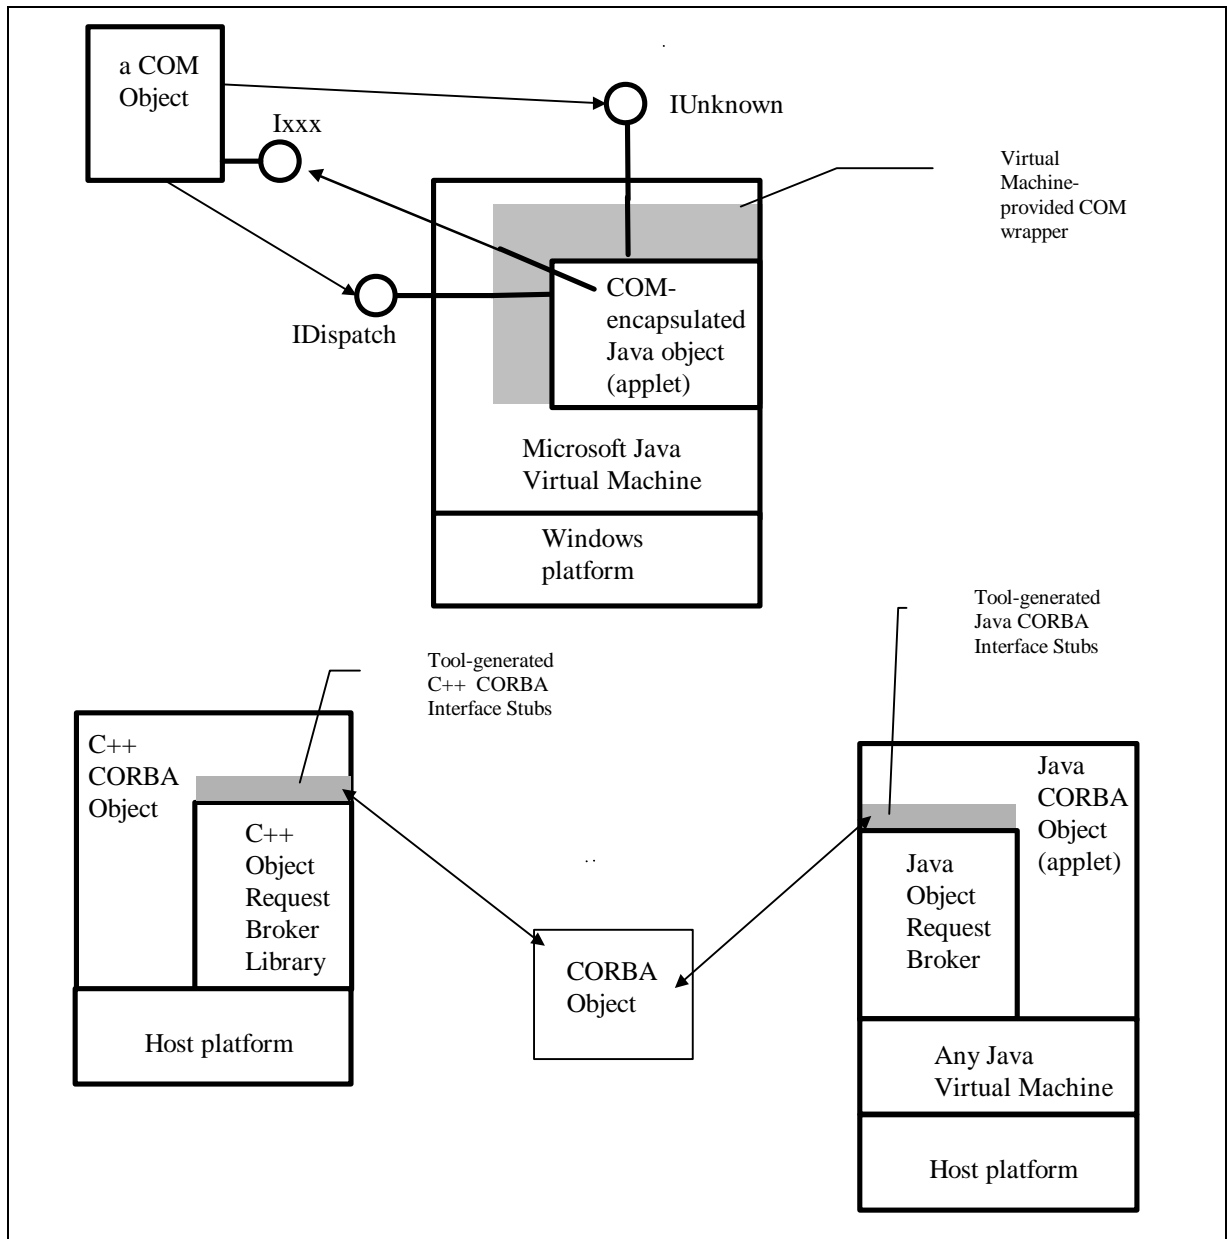 a COM
Object
Ixxx
IUnknown
Virtual
Machine-
provided COM
wrapper
IDispatch
COM-
encapsulated
Java object
(applet)
Microsoft Java
Virtual Machine
Windows
platform
Tool-generated
Java CORBA
Interface Stubs
Tool-generated
C++  CORBA
Interface Stubs
C++
CORBA
Object
C++
Object
Request
Broker
Library
Host platform
CORBA
Object
Java
CORBA
Object
(applet)
Java
Object
Request
Broker
Any Java
Virtual Machine
Host platform